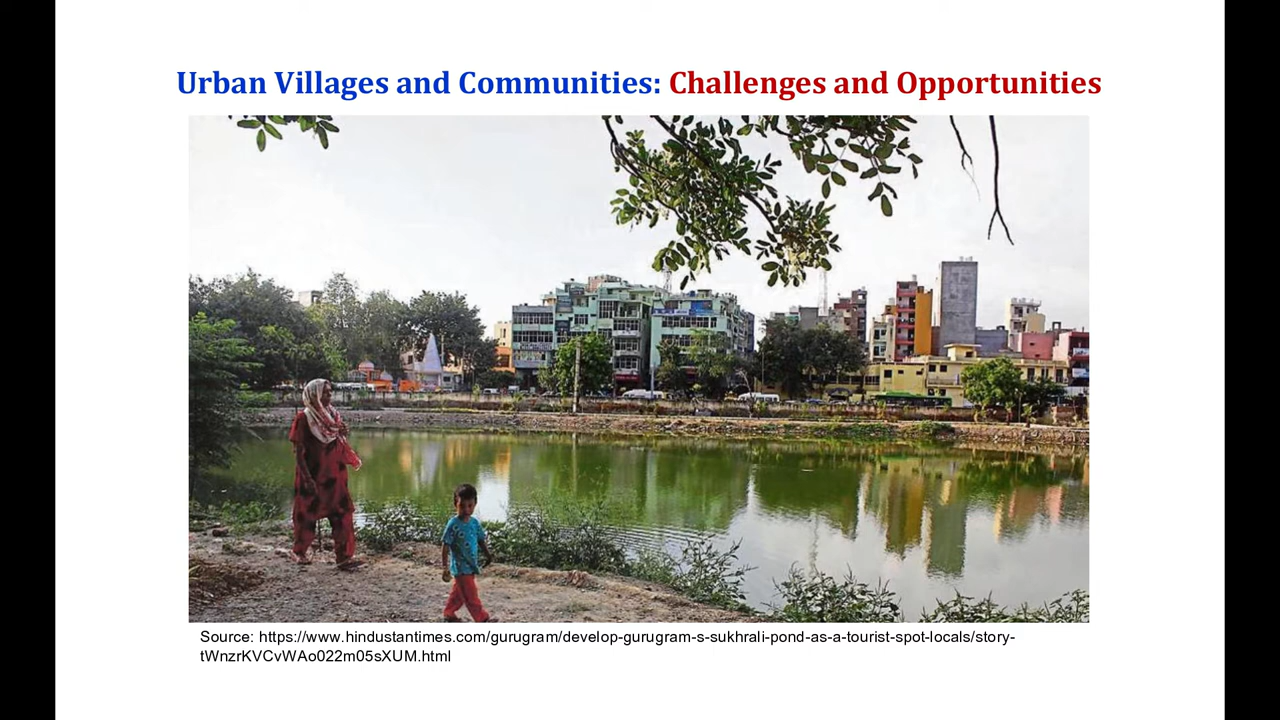 Urban Villages and Communities: Challenges and Opportunities
Source: https://www.hindustantimes.com/gurugram/develop-gurugram-s-sukhrali-pond-as-a-tourist-spot-locals/story-
tWnzrKVCvWAo022m05sXUM.html